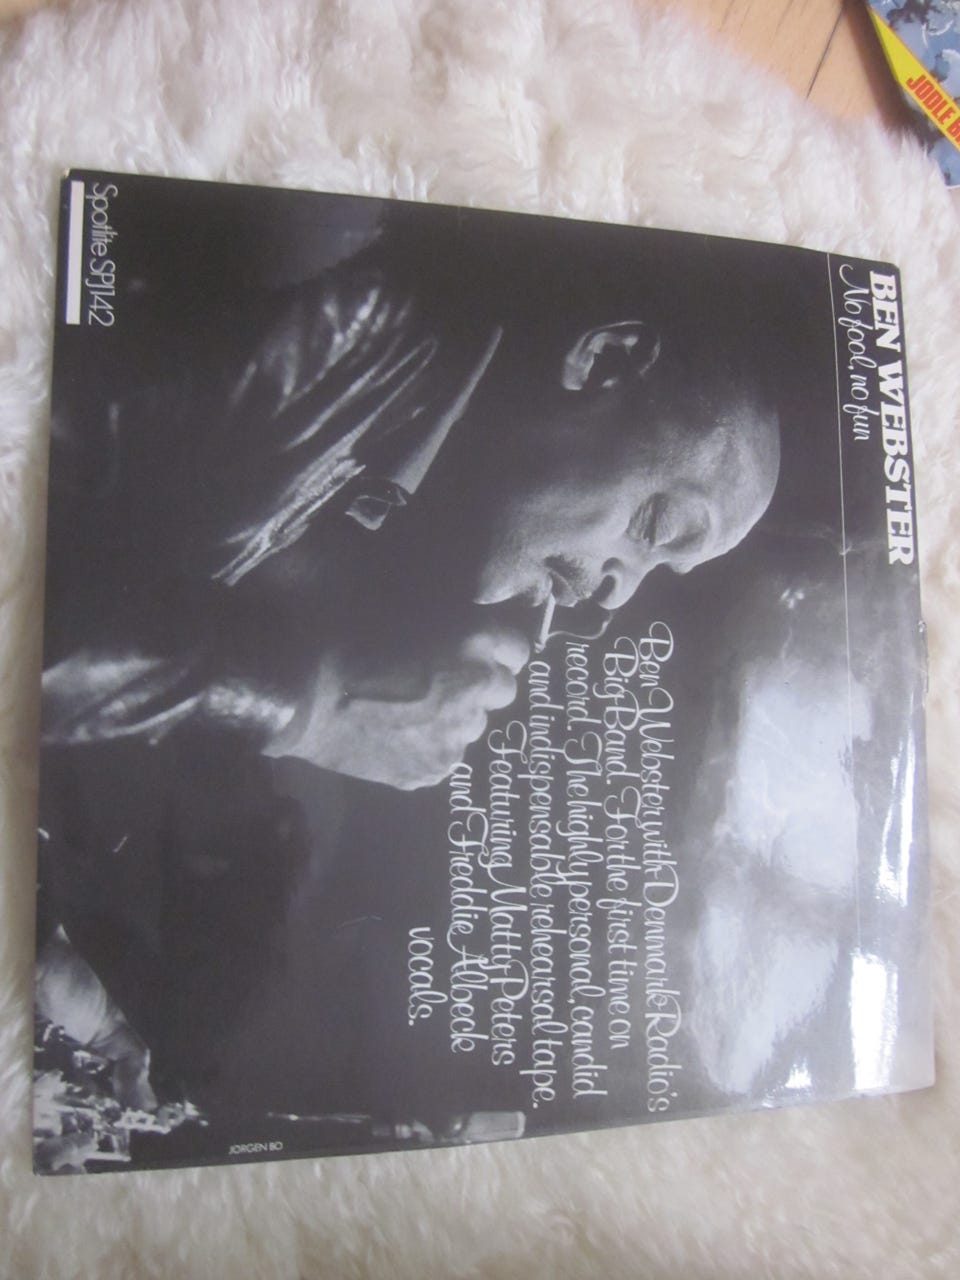 BEN WEBSTER
No fool, no fun
Ben Webster with Denmark Radio's
Big Band. For the first time on
record. The highly personal, candid
and indispensable rehearsal tape.
Featuring Matty Peters
and Freddie Albeck
vocals.
Spotlite SPJ142
JORGEN BO
JODLE